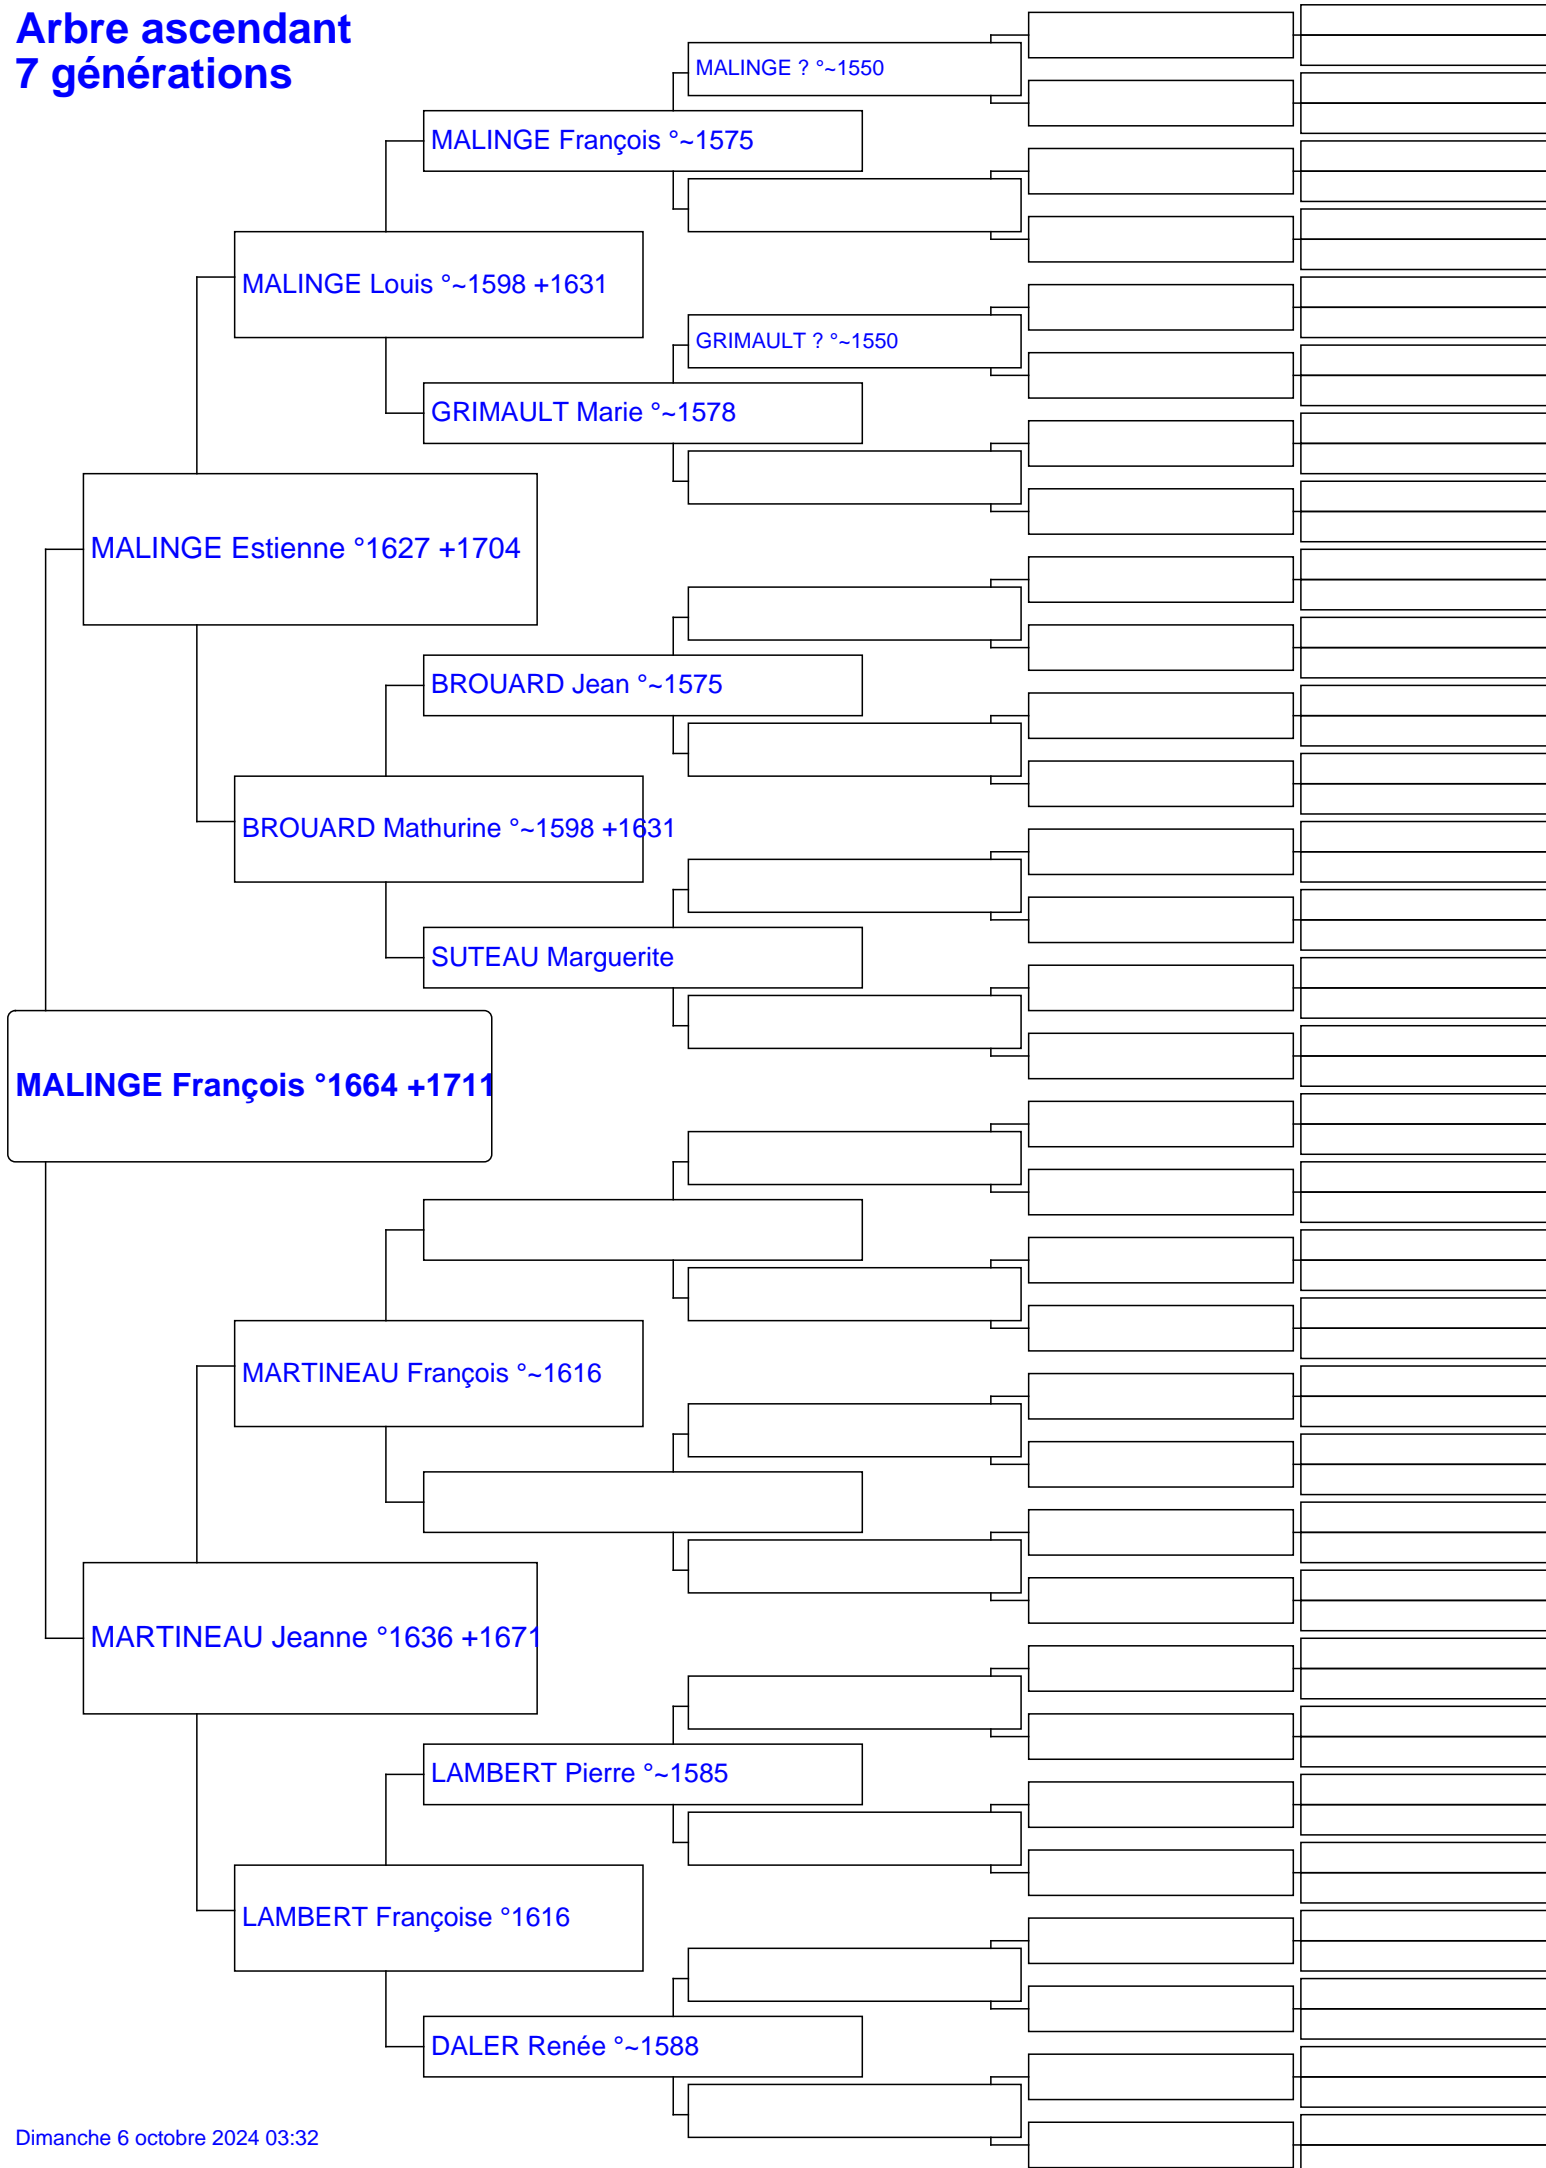 Arbre ascendant
7 générations
MALINGE ? °~1550
MALINGE François °~1575
MALINGE Louis °~1598 +1631
GRIMAULT ? °~1550
GRIMAULT Marie °~1578
MALINGE Estienne °1627 +1704
BROUARD Jean °~1575
BROUARD Mathurine °~1598 +1631
SUTEAU Marguerite
MALINGE François °1664 +1711
MARTINEAU François °~1616
MARTINEAU Jeanne °1636 +1671
LAMBERT Pierre °~1585
LAMBERT Françoise °1616
DALER Renée °~1588
Dimanche 6 octobre 2024 03:32